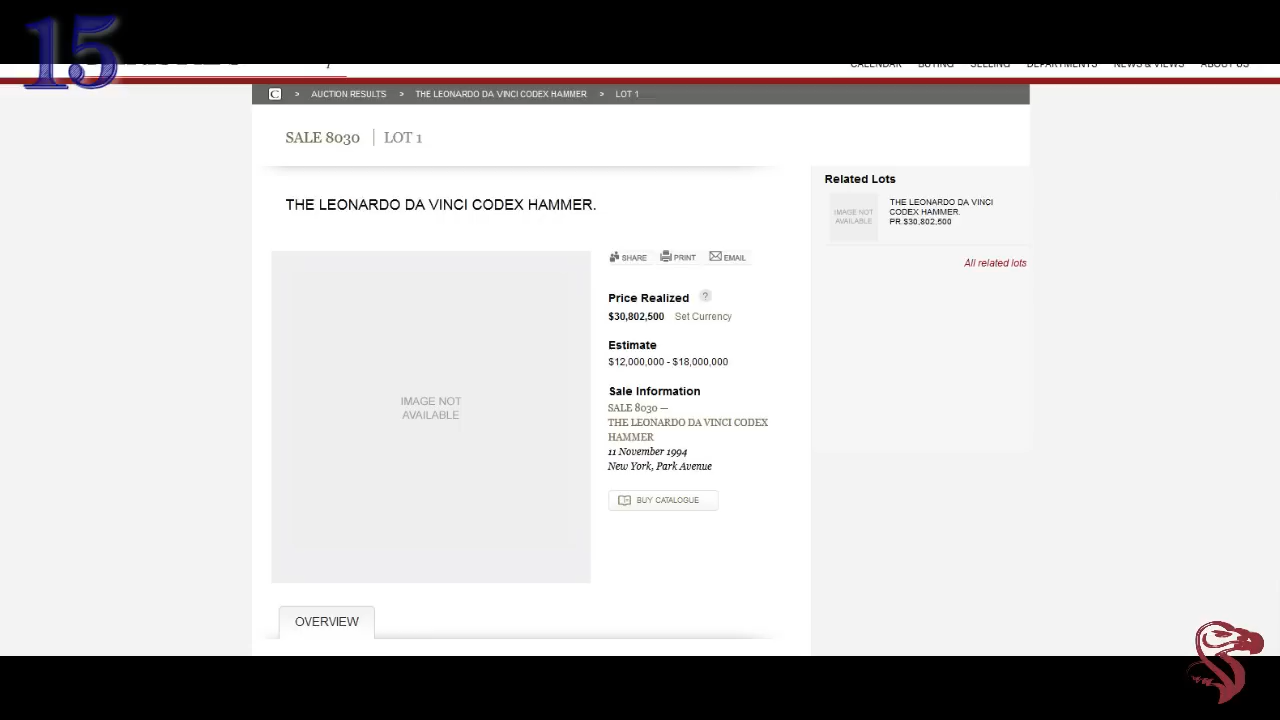 15
CALENDAR BUYING SELLING DEPARTMENTS NEWS & VIEWS ABOUT US
C > AUCTION RESULTS > THE LEONARDO DA VINCI CODEX HAMMER > LOT 1
SALE 8030 | LOT 1
THE LEONARDO DA VINCI CODEX HAMMER.
IMAGE NOT
AVAILABLE
SHARE PRINT EMAIL
Price Realized ?
$30,802,500 Set Currency
Estimate
$12,000,000 - $18,000,000
Sale Information
SALE 8030 —
THE LEONARDO DA VINCI CODEX
HAMMER
11 November 1994
New York, Park Avenue
BUY CATALOGUE
OVERVIEW
Related Lots
IMAGE NOT
AVAILABLE
THE LEONARDO DA VINCI
CODEX HAMMER.
PR.$30,802,500
All related lots